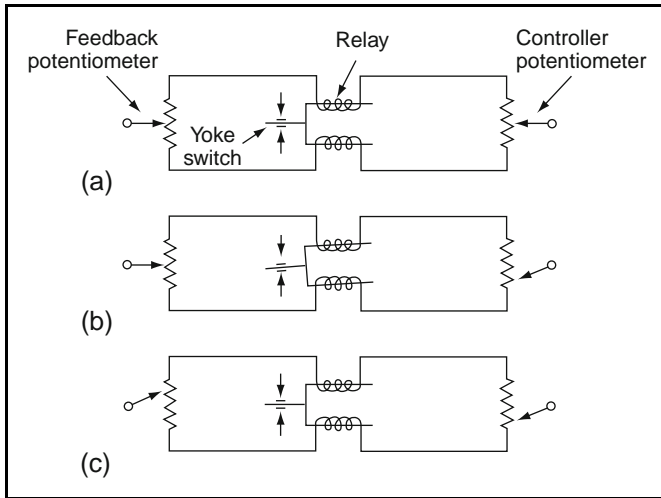 Feedback
potentiometer
Relay
Controller
potentiometer
Yoke
switch
(a)
(b)
(c)